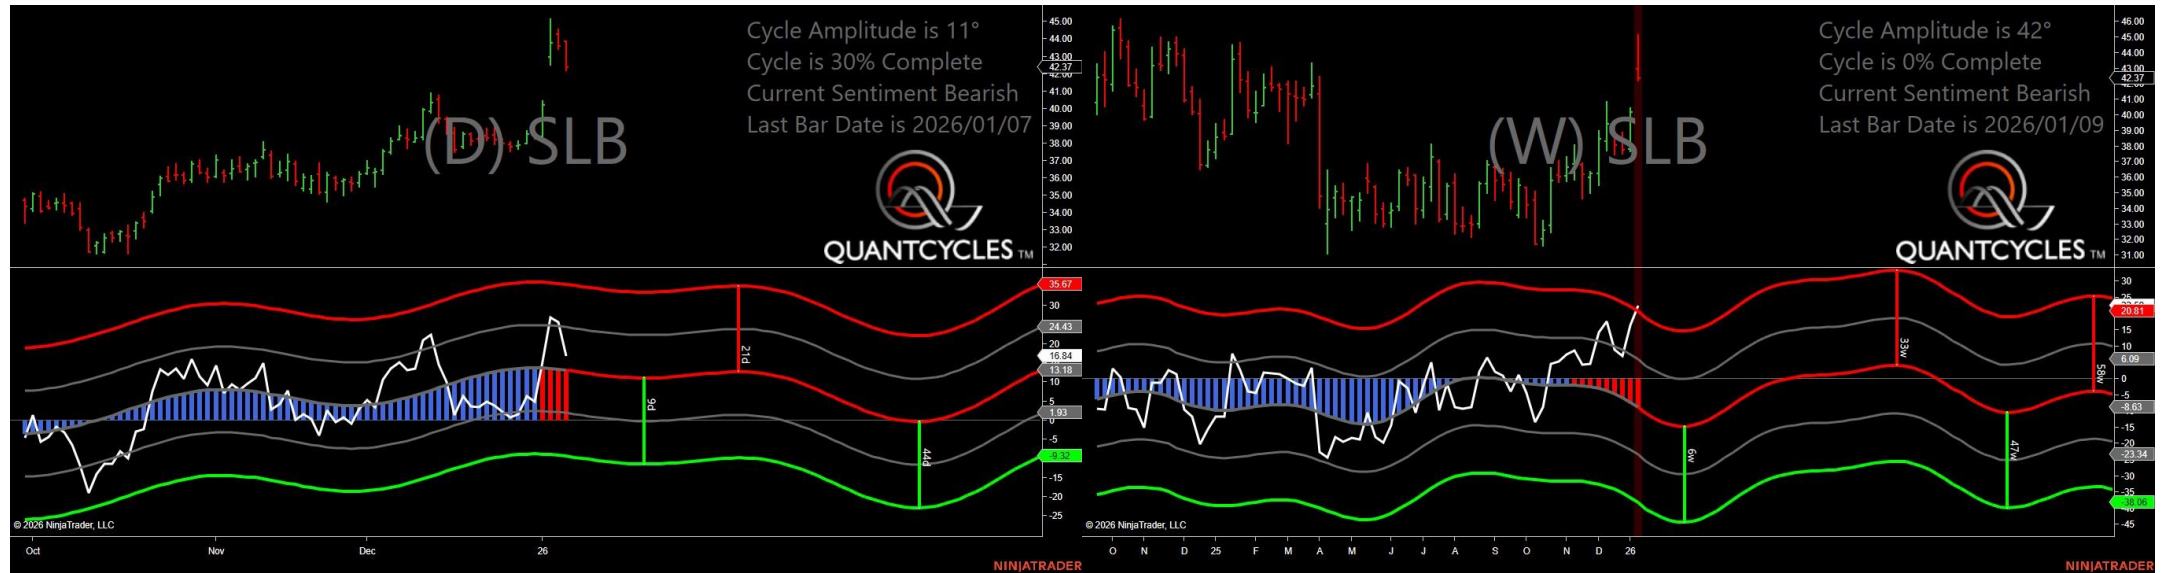 Cycle Amplitude is 11°
Cycle is 30% Complete
Current Sentiment Bearish
Last Bar Date is 2026/01/07
(D) SLB
QUANTCYCLES TM
45.00
44.00
43.00
42.37
42.00
41.00
40.00
39.00
38.00
37.00
36.00
35.00
34.00
33.00
32.00
35.67
30
24.43
16.84
13.18
10
5
1.93
0
-5
-9.32
-15
-20
-25
21d
9d
44d
© 2026 NinjaTrader, LLC
Oct Nov Dec 26
NINJATRADER
Cycle Amplitude is 42°
Cycle is 0% Complete
Current Sentiment Bearish
Last Bar Date is 2026/01/09
(W) SLB
QUANTCYCLES TM
46.00
45.00
44.00
43.00
42.37
41.00
40.00
39.00
38.00
37.00
36.00
35.00
34.00
33.00
32.00
31.00
30
25
20.81
15
10
6.09
0
-5
-8.63
-15
-20
-23.34
-30
-35
-38.06
-45
33w
58w
6w
47w
© 2026 NinjaTrader, LLC
O N D 25 F M A M J J A S O N D 26
NINJATRADER